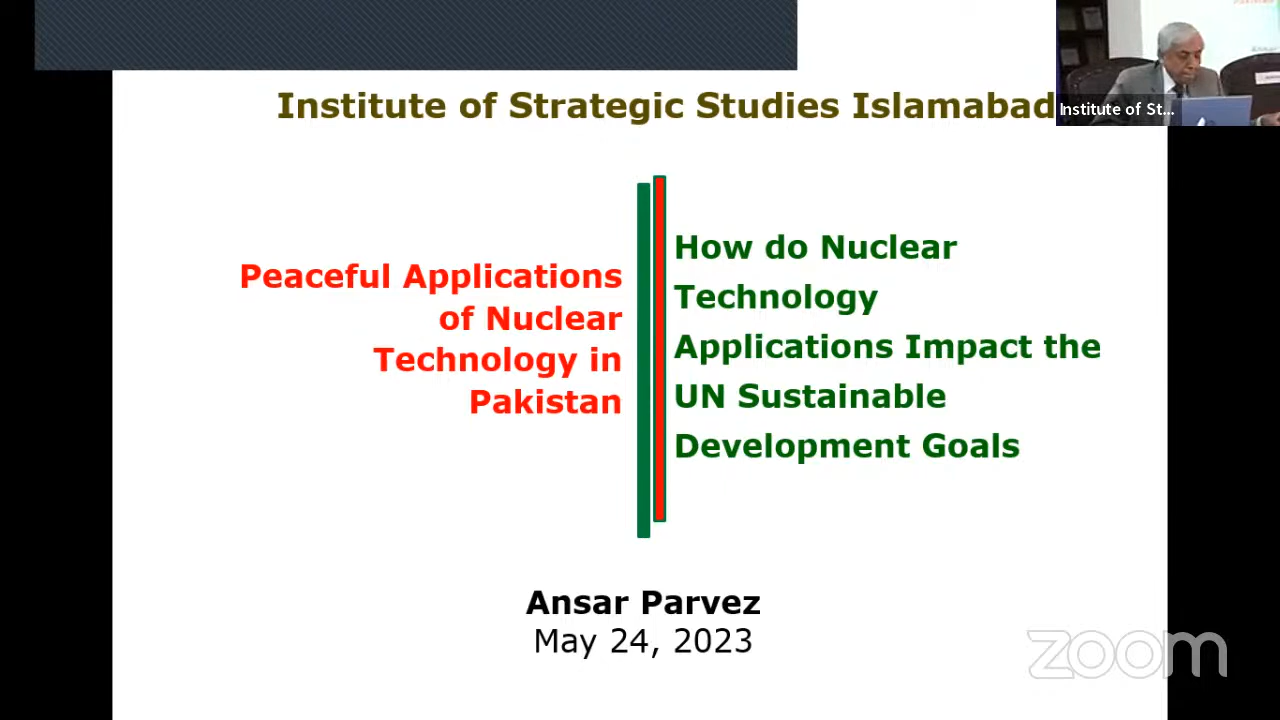 Institute of Strategic Studies Islamabad
Institute of St...
Peaceful Applications
of Nuclear
Technology in
Pakistan
How do Nuclear
Technology
Applications Impact the
UN Sustainable
Development Goals
Ansar Parvez
May 24, 2023
zoom